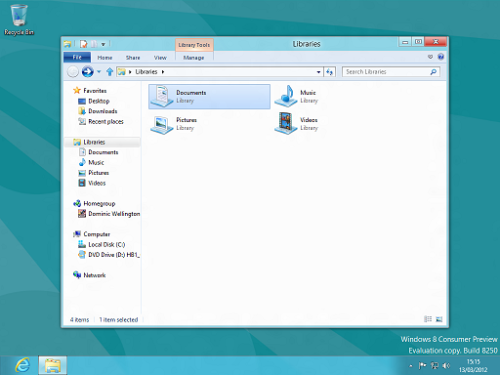 Recycle Bin
Library Tools
Libraries
File Home Share View Manage
Libraries
Search Libraries
Favorites
Desktop
Downloads
Recent places
Libraries
Documents
Music
Pictures
Videos
Homegroup
Dominic Wellington
Computer
Local Disk (C:)
DVD Drive (D:) HB1_
Network
Documents
Library
Music
Library
Pictures
Library
Videos
Library
4 items 1 item selected
Windows 8 Consumer Preview
Evaluation copy. Build 8250
15:15
13/03/2012